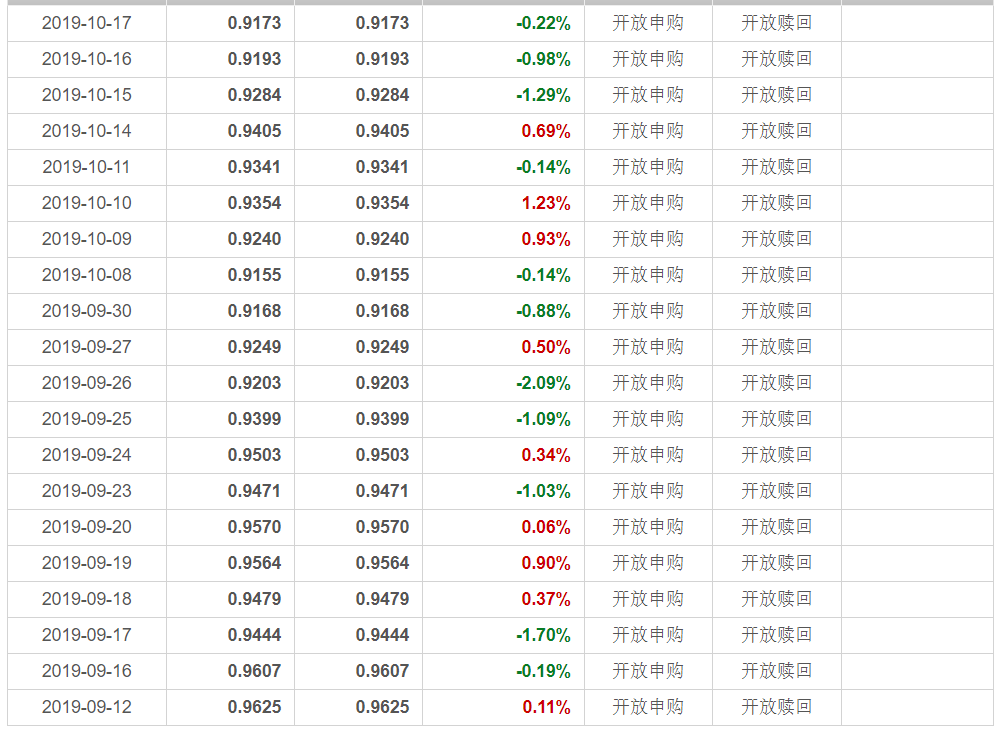 2019-10-17 0.9173 0.9173 -0.22% 开放申购 开放赎回
2019-10-16 0.9193 0.9193 -0.98% 开放申购 开放赎回
2019-10-15 0.9284 0.9284 -1.29% 开放申购 开放赎回
2019-10-14 0.9405 0.9405 0.69% 开放申购 开放赎回
2019-10-11 0.9341 0.9341 -0.14% 开放申购 开放赎回
2019-10-10 0.9354 0.9354 1.23% 开放申购 开放赎回
2019-10-09 0.9240 0.9240 0.93% 开放申购 开放赎回
2019-10-08 0.9155 0.9155 -0.14% 开放申购 开放赎回
2019-09-30 0.9168 0.9168 -0.88% 开放申购 开放赎回
2019-09-27 0.9249 0.9249 0.50% 开放申购 开放赎回
2019-09-26 0.9203 0.9203 -2.09% 开放申购 开放赎回
2019-09-25 0.9399 0.9399 -1.09% 开放申购 开放赎回
2019-09-24 0.9503 0.9503 0.34% 开放申购 开放赎回
2019-09-23 0.9471 0.9471 -1.03% 开放申购 开放赎回
2019-09-20 0.9570 0.9570 0.06% 开放申购 开放赎回
2019-09-19 0.9564 0.9564 0.90% 开放申购 开放赎回
2019-09-18 0.9479 0.9479 0.37% 开放申购 开放赎回
2019-09-17 0.9444 0.9444 -1.70% 开放申购 开放赎回
2019-09-16 0.9607 0.9607 -0.19% 开放申购 开放赎回
2019-09-12 0.9625 0.9625 0.11% 开放申购 开放赎回